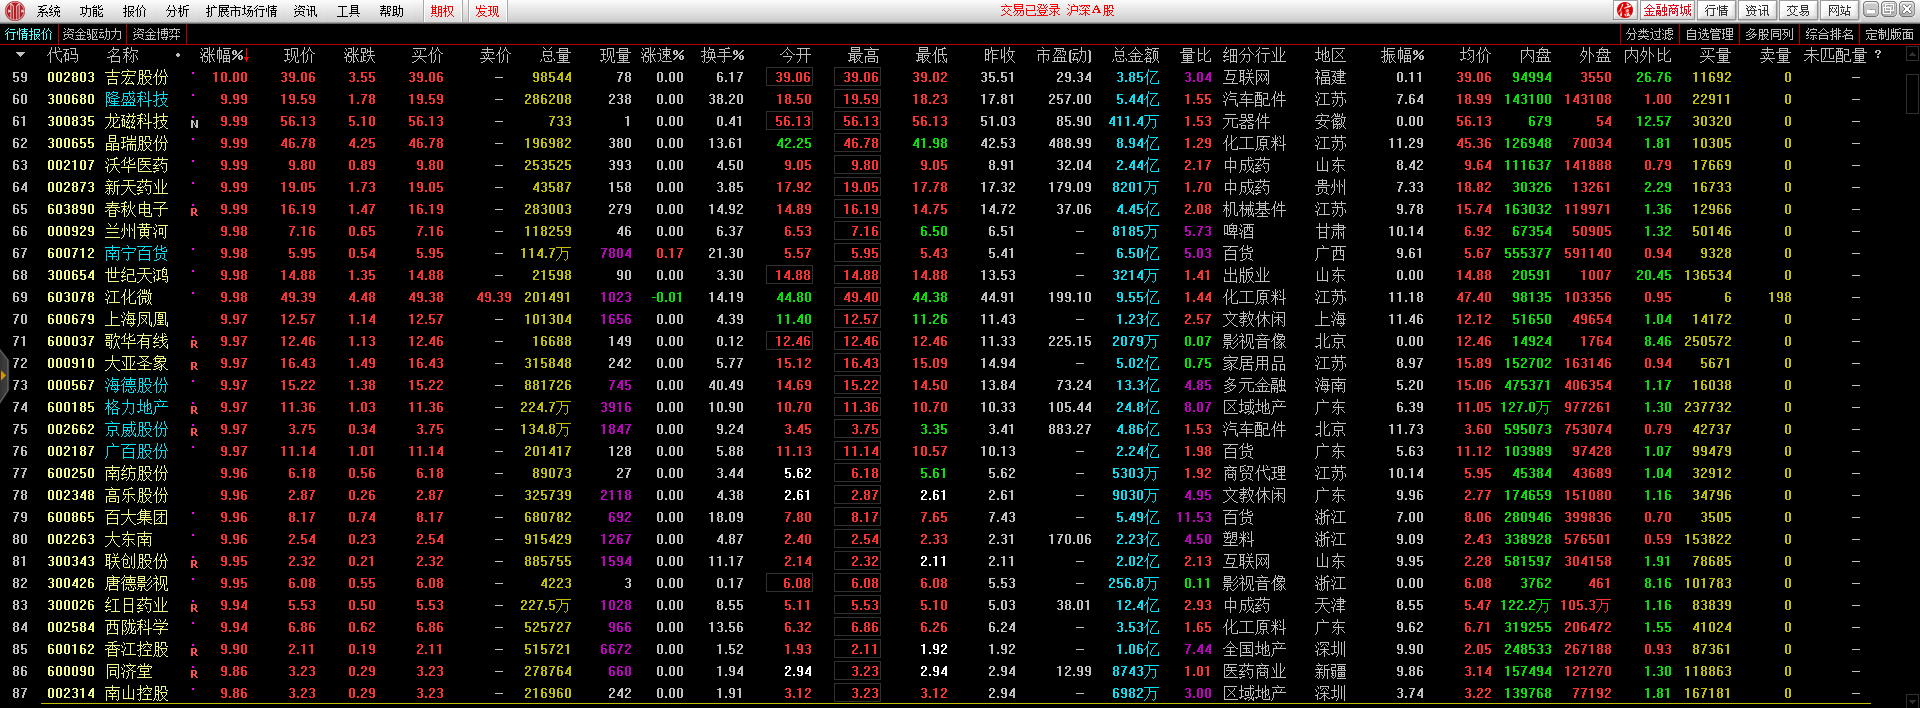 系统 功能 报价 分析 扩展市场行情 资讯 工具 帮助 期权 发现 交易已登录 沪深A股 信 金融商城 行情 资讯 交易 网站
行情报价 资金驱动力 资金博弈 分类过滤 自选管理 多股同列 综合排名 定制版面
代码 名称 涨幅%↓ 现价 涨跌 买价 卖价 总量 现量 涨速% 换手% 今开 最高 最低 昨收 市盈(动) 总金额 量比 细分行业 地区 振幅% 均价 内盘 外盘 内外比 买量 卖量 未匹配量 ?
59 002803 吉宏股份 10.00 39.06 3.55 39.06 — 98544 78 0.00 6.17 39.06 39.06 39.02 35.51 29.34 3.85亿 3.04 互联网 福建 0.11 39.06 94994 3550 26.76 11692 0 —
60 300680 隆盛科技 9.99 19.59 1.78 19.59 — 286208 238 0.00 38.20 18.50 19.59 18.23 17.81 257.00 5.44亿 1.55 汽车配件 江苏 7.64 18.99 143100 143108 1.00 22911 0 —
61 300835 龙磁科技 N 9.99 56.13 5.10 56.13 — 733 1 0.00 0.41 56.13 56.13 56.13 51.03 85.90 411.4万 1.53 元器件 安徽 0.00 56.13 679 54 12.57 30320 0 —
62 300655 晶瑞股份 9.99 46.78 4.25 46.78 — 196982 380 0.00 13.61 42.25 46.78 41.98 42.53 488.99 8.94亿 1.29 化工原料 江苏 11.29 45.36 126948 70034 1.81 10305 0 —
63 002107 沃华医药 9.99 9.80 0.89 9.80 — 253525 393 0.00 4.50 9.05 9.80 9.05 8.91 32.04 2.44亿 2.17 中成药 山东 8.42 9.64 111637 141888 0.79 17669 0 —
64 002873 新天药业 9.99 19.05 1.73 19.05 — 43587 158 0.00 3.85 17.92 19.05 17.78 17.32 179.09 8201万 1.70 中成药 贵州 7.33 18.82 30326 13261 2.29 16733 0 —
65 603890 春秋电子 R 9.99 16.19 1.47 16.19 — 283003 279 0.00 14.92 14.89 16.19 14.75 14.72 37.06 4.45亿 2.08 机械基件 江苏 9.78 15.74 163032 119971 1.36 12966 0 —
66 000929 兰州黄河 9.98 7.16 0.65 7.16 — 118259 46 0.00 6.37 6.53 7.16 6.50 6.51 — 8185万 5.73 啤酒 甘肃 10.14 6.92 67354 50905 1.32 50146 0 —
67 600712 南宁百货 9.98 5.95 0.54 5.95 — 114.7万 7804 0.17 21.30 5.57 5.95 5.43 5.41 — 6.50亿 5.03 百货 广西 9.61 5.67 555377 591140 0.94 9328 0 —
68 300654 世纪天鸿 9.98 14.88 1.35 14.88 — 21598 90 0.00 3.30 14.88 14.88 14.88 13.53 — 3214万 1.41 出版业 山东 0.00 14.88 20591 1007 20.45 136534 0 —
69 603078 江化微 9.98 49.39 4.48 49.38 49.39 201491 1023 -0.01 14.19 44.80 49.40 44.38 44.91 199.10 9.55亿 1.44 化工原料 江苏 11.18 47.40 98135 103356 0.95 6 198 —
70 600679 上海凤凰 9.97 12.57 1.14 12.57 — 101304 1656 0.00 4.39 11.40 12.57 11.26 11.43 — 1.23亿 2.57 文教休闲 上海 11.46 12.12 51650 49654 1.04 14172 0 —
71 600037 歌华有线 R 9.97 12.46 1.13 12.46 — 16688 149 0.00 0.12 12.46 12.46 12.46 11.33 225.15 2079万 0.07 影视音像 北京 0.00 12.46 14924 1764 8.46 250572 0 —
72 000910 大亚圣象 R 9.97 16.43 1.49 16.43 — 315848 242 0.00 5.77 15.12 16.43 15.09 14.94 — 5.02亿 0.75 家居用品 江苏 8.97 15.89 152702 163146 0.94 5671 0 —
73 000567 海德股份 9.97 15.22 1.38 15.22 — 881726 745 0.00 40.49 14.69 15.22 14.50 13.84 73.24 13.3亿 4.85 多元金融 海南 5.20 15.06 475371 406354 1.17 16038 0 —
74 600185 格力地产 R 9.97 11.36 1.03 11.36 — 224.7万 3916 0.00 10.90 10.70 11.36 10.70 10.33 105.44 24.8亿 8.07 区域地产 广东 6.39 11.05 127.0万 977261 1.30 237732 0 —
75 002662 京威股份 R 9.97 3.75 0.34 3.75 — 134.8万 1847 0.00 9.24 3.45 3.75 3.35 3.41 883.27 4.86亿 1.53 汽车配件 北京 11.73 3.60 595073 753074 0.79 42737 0 —
76 002187 广百股份 9.97 11.14 1.01 11.14 — 201417 128 0.00 5.88 11.13 11.14 10.57 10.13 — 2.24亿 1.98 百货 广东 5.63 11.12 103989 97428 1.07 99479 0 —
77 600250 南纺股份 9.96 6.18 0.56 6.18 — 89073 27 0.00 3.44 5.62 6.18 5.61 5.62 — 5303万 1.92 商贸代理 江苏 10.14 5.95 45384 43689 1.04 32912 0 —
78 002348 高乐股份 9.96 2.87 0.26 2.87 — 325739 2118 0.00 4.38 2.61 2.87 2.61 2.61 — 9030万 4.95 文教休闲 广东 9.96 2.77 174659 151080 1.16 34796 0 —
79 600865 百大集团 9.96 8.17 0.74 8.17 — 680782 692 0.00 18.09 7.80 8.17 7.65 7.43 — 5.49亿 11.53 百货 浙江 7.00 8.06 280946 399836 0.70 3505 0 —
80 002263 大东南 9.96 2.54 0.23 2.54 — 915429 1267 0.00 4.87 2.40 2.54 2.33 2.31 170.06 2.23亿 4.50 塑料 浙江 9.09 2.43 338928 576501 0.59 153822 0 —
81 300343 联创股份 R 9.95 2.32 0.21 2.32 — 885755 1594 0.00 11.17 2.14 2.32 2.11 2.11 — 2.02亿 2.13 互联网 山东 9.95 2.28 581597 304158 1.91 78685 0 —
82 300426 唐德影视 9.95 6.08 0.55 6.08 — 4223 3 0.00 0.17 6.08 6.08 6.08 5.53 — 256.8万 0.11 影视音像 浙江 0.00 6.08 3762 461 8.16 101783 0 —
83 300026 红日药业 R 9.94 5.53 0.50 5.53 — 227.5万 1028 0.00 8.55 5.11 5.53 5.10 5.03 38.01 12.4亿 2.93 中成药 天津 8.55 5.47 122.2万 105.3万 1.16 83839 0 —
84 002584 西陇科学 9.94 6.86 0.62 6.86 — 525727 966 0.00 13.56 6.32 6.86 6.26 6.24 — 3.53亿 1.65 化工原料 广东 9.62 6.71 319255 206472 1.55 41024 0 —
85 600162 香江控股 R 9.90 2.11 0.19 2.11 — 515721 6672 0.00 1.52 1.93 2.11 1.92 1.92 — 1.06亿 7.44 全国地产 深圳 9.90 2.05 248533 267188 0.93 87361 0 —
86 600090 同济堂 R 9.86 3.23 0.29 3.23 — 278764 660 0.00 1.94 2.94 3.23 2.94 2.94 12.99 8743万 1.01 医药商业 新疆 9.86 3.14 157494 121270 1.30 118863 0 —
87 002314 南山控股 9.86 3.23 0.29 3.23 — 216960 242 0.00 1.91 3.12 3.23 3.12 2.94 — 6982万 3.00 区域地产 深圳 3.74 3.22 139768 77192 1.81 167181 0 —